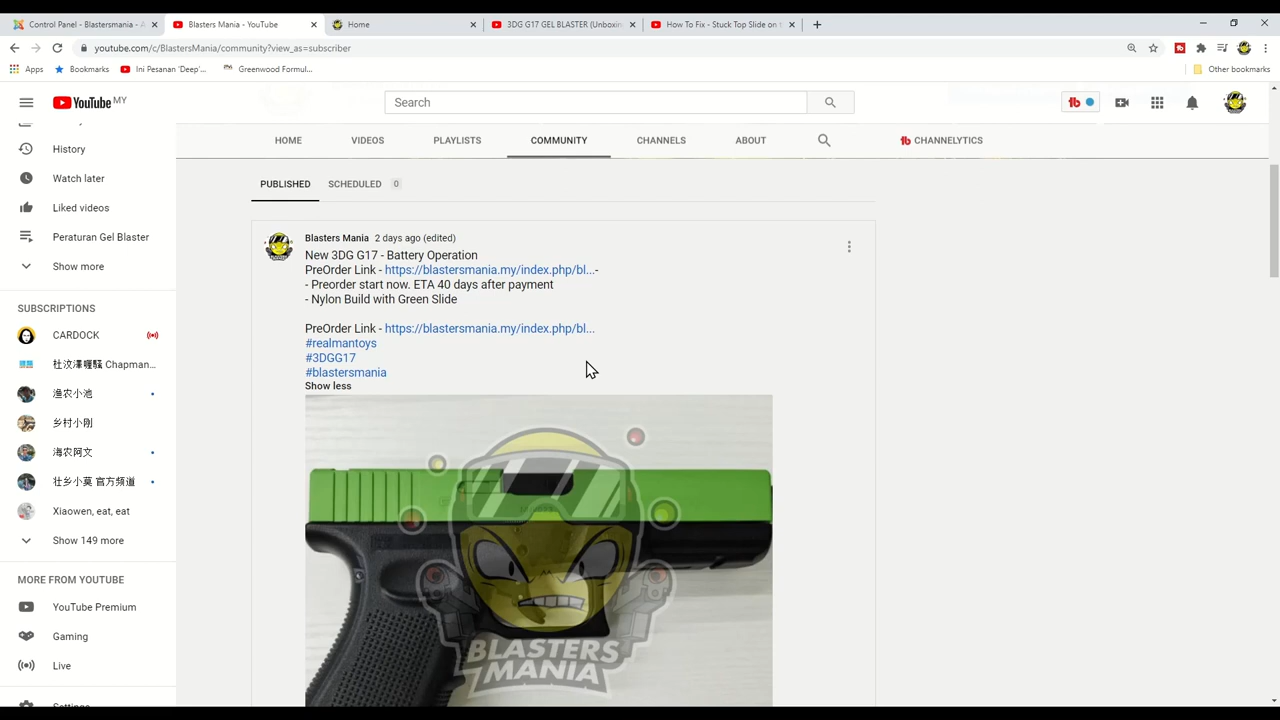 Control Panel - Blastersmania - A
Blasters Mania - YouTube
Home
3DG G17 GEL BLASTER (Unboxin
How To Fix - Stuck Top Slide on t
youtube.com/c/BlastersMania/community?view_as=subscriber
Apps
Bookmarks
Ini Pesanan 'Deep'...
Greenwood Formul...
Other bookmarks
YouTube MY
Search
tb
HOME
VIDEOS
PLAYLISTS
COMMUNITY
CHANNELS
ABOUT
tb CHANNELYTICS
History
Watch later
Liked videos
Peraturan Gel Blaster
Show more
SUBSCRIPTIONS
CARDOCK
杜汶澤喱騷 Chapman...
渔农小池
乡村小刚
海农阿文
壮乡小莫 官方频道
Xiaowen, eat, eat
Show 149 more
MORE FROM YOUTUBE
YouTube Premium
Gaming
Live
PUBLISHED
SCHEDULED 0
Blasters Mania 2 days ago (edited)
New 3DG G17 - Battery Operation
PreOrder Link - https://blastersmania.my/index.php/bl...-
- Preorder start now. ETA 40 days after payment
- Nylon Build with Green Slide
PreOrder Link - https://blastersmania.my/index.php/bl...
#realmantoys
#3DGG17
#blastersmania
Show less
BLASTERS
MANIA